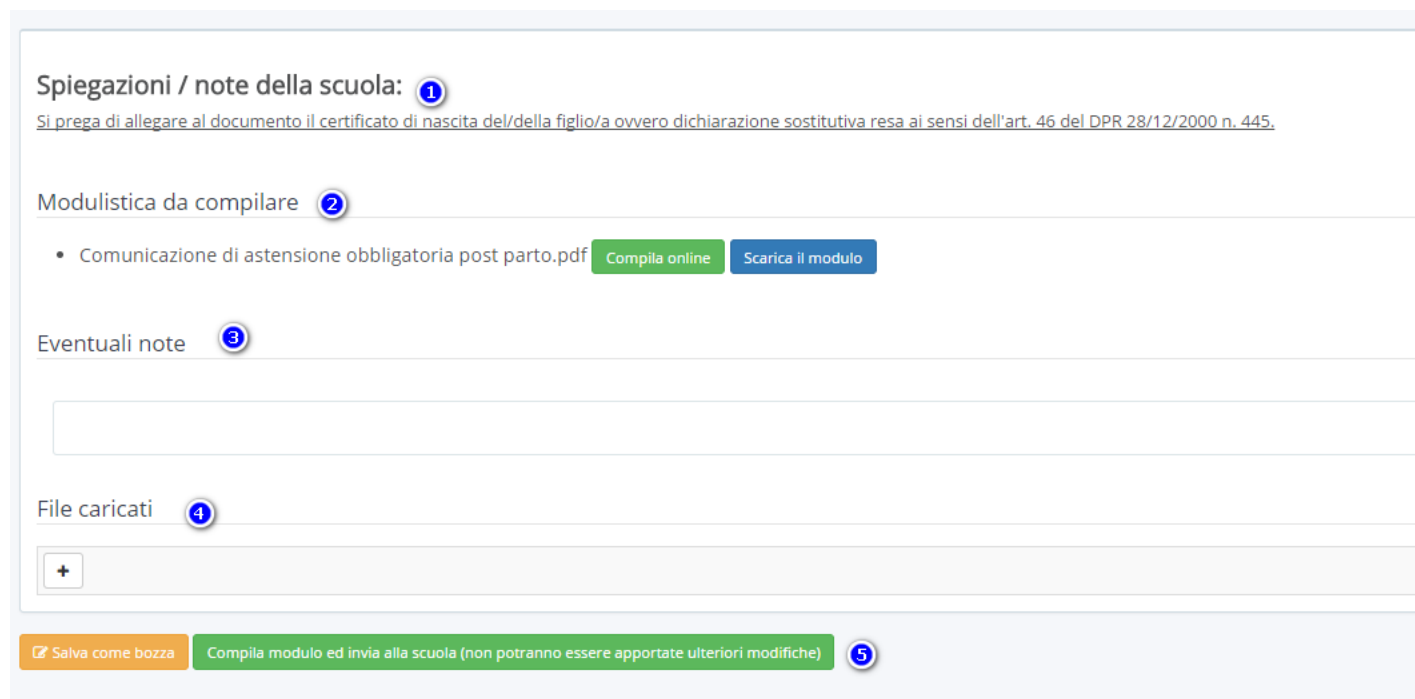 Spiegazioni / note della scuola: 1
Si prega di allegare al documento il certificato di nascita del/della figlio/a ovvero dichiarazione sostitutiva resa ai sensi dell'art. 46 del DPR 28/12/2000 n. 445.
Modulistica da compilare 2
• Comunicazione di astensione obbligatoria post parto.pdf Compila online Scarica il modulo
Eventuali note 3
File caricati 4
+
Salva come bozza Compila modulo ed invia alla scuola (non potranno essere apportate ulteriori modifiche) 5